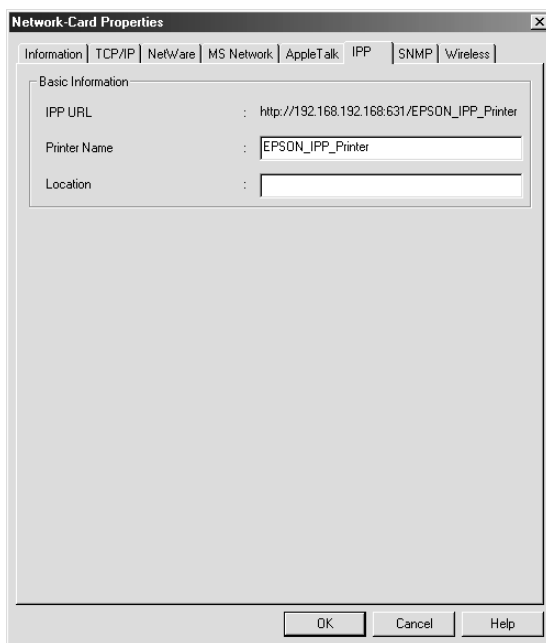 Network-Card Properties
Information TCP/IP NetWare MS Network AppleTalk IPP SNMP Wireless
Basic Information
IPP URL : http://192.168.192.168:631/EPSON_IPP_Printer
Printer Name : EPSON_IPP_Printer
Location :
OK Cancel Help